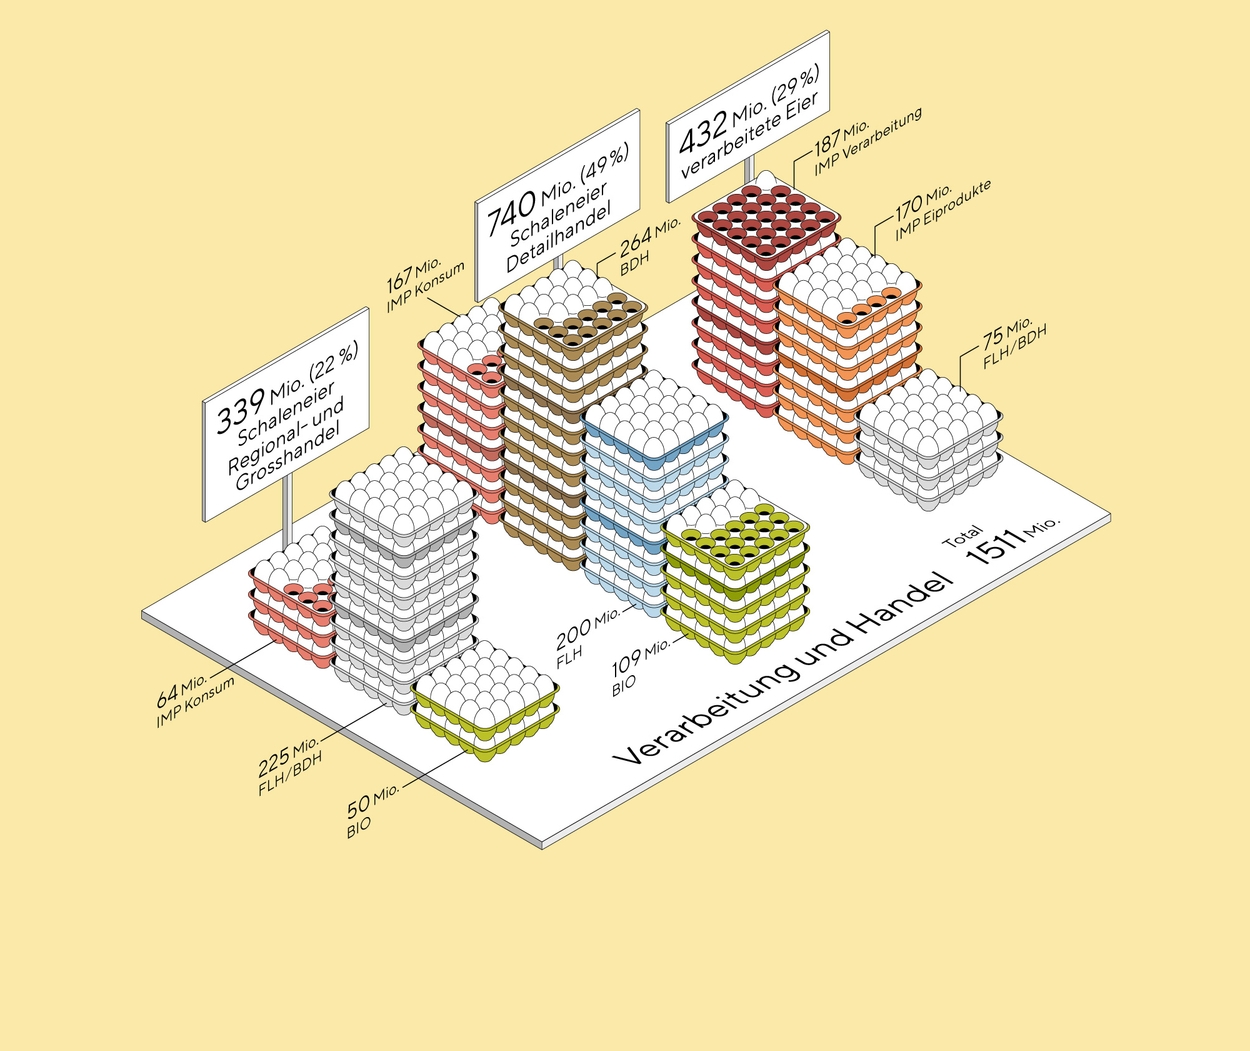 432 Mio. (29%)
verarbeitete Eier
187 Mio.
IMP Verarbeitung
170 Mio.
IMP Eiprodukte
75 Mio.
FLH/BDH
740 Mio. (49%)
Schaleneier
Detailhandel
264 Mio.
BDH
167 Mio.
IMP Konsum
200 Mio.
FLH
109 Mio.
BIO
339 Mio. (22%)
Schaleneier
Regional- und
Grosshandel
64 Mio.
IMP Konsum
225 Mio.
FLH/BDH
50 Mio.
BIO
Total
Verarbeitung und Handel 1511 Mio.